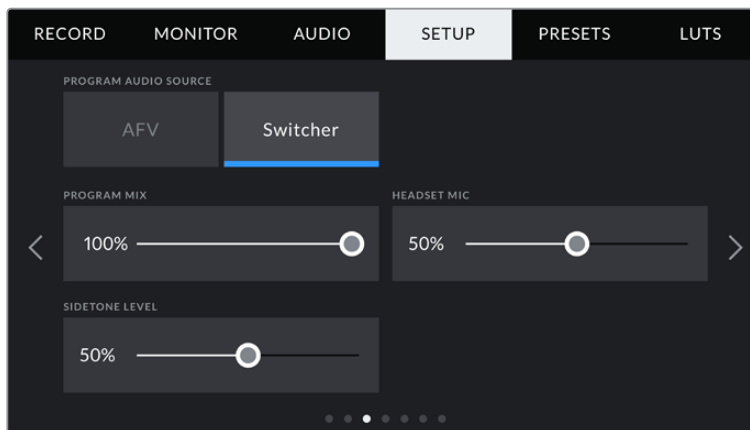 RECORD MONITOR AUDIO SETUP PRESETS LUTS
PROGRAM AUDIO SOURCE
AFV Switcher
PROGRAM MIX HEADSET MIC
100% 50%
SIDETONE LEVEL
50%